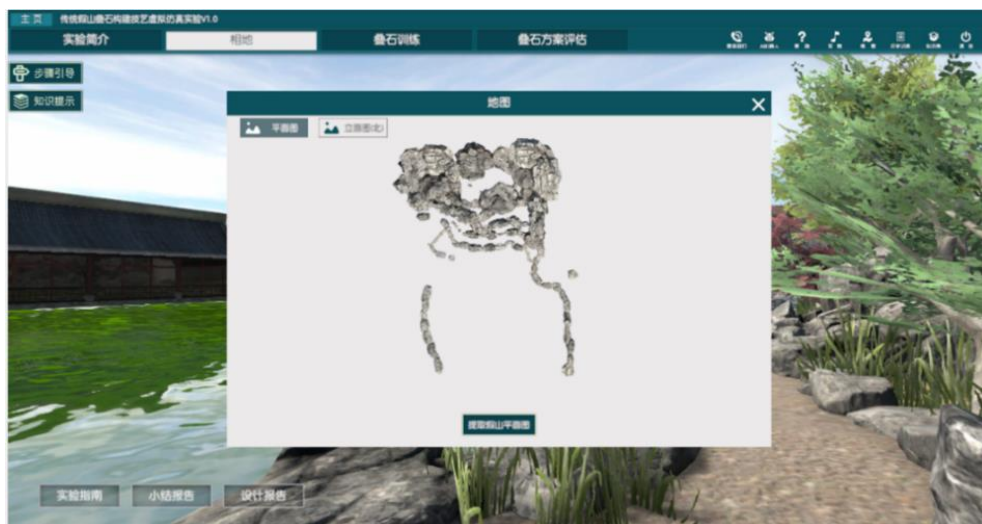 主页 传统假山叠石构建技艺虚拟仿真实验V1.0
实验简介 相地 叠石训练 叠石方案评估
步骤引导
知识提示
地图
平面图 立面图(北)
提取假山平面图
实验指南 小结报告 设计报告